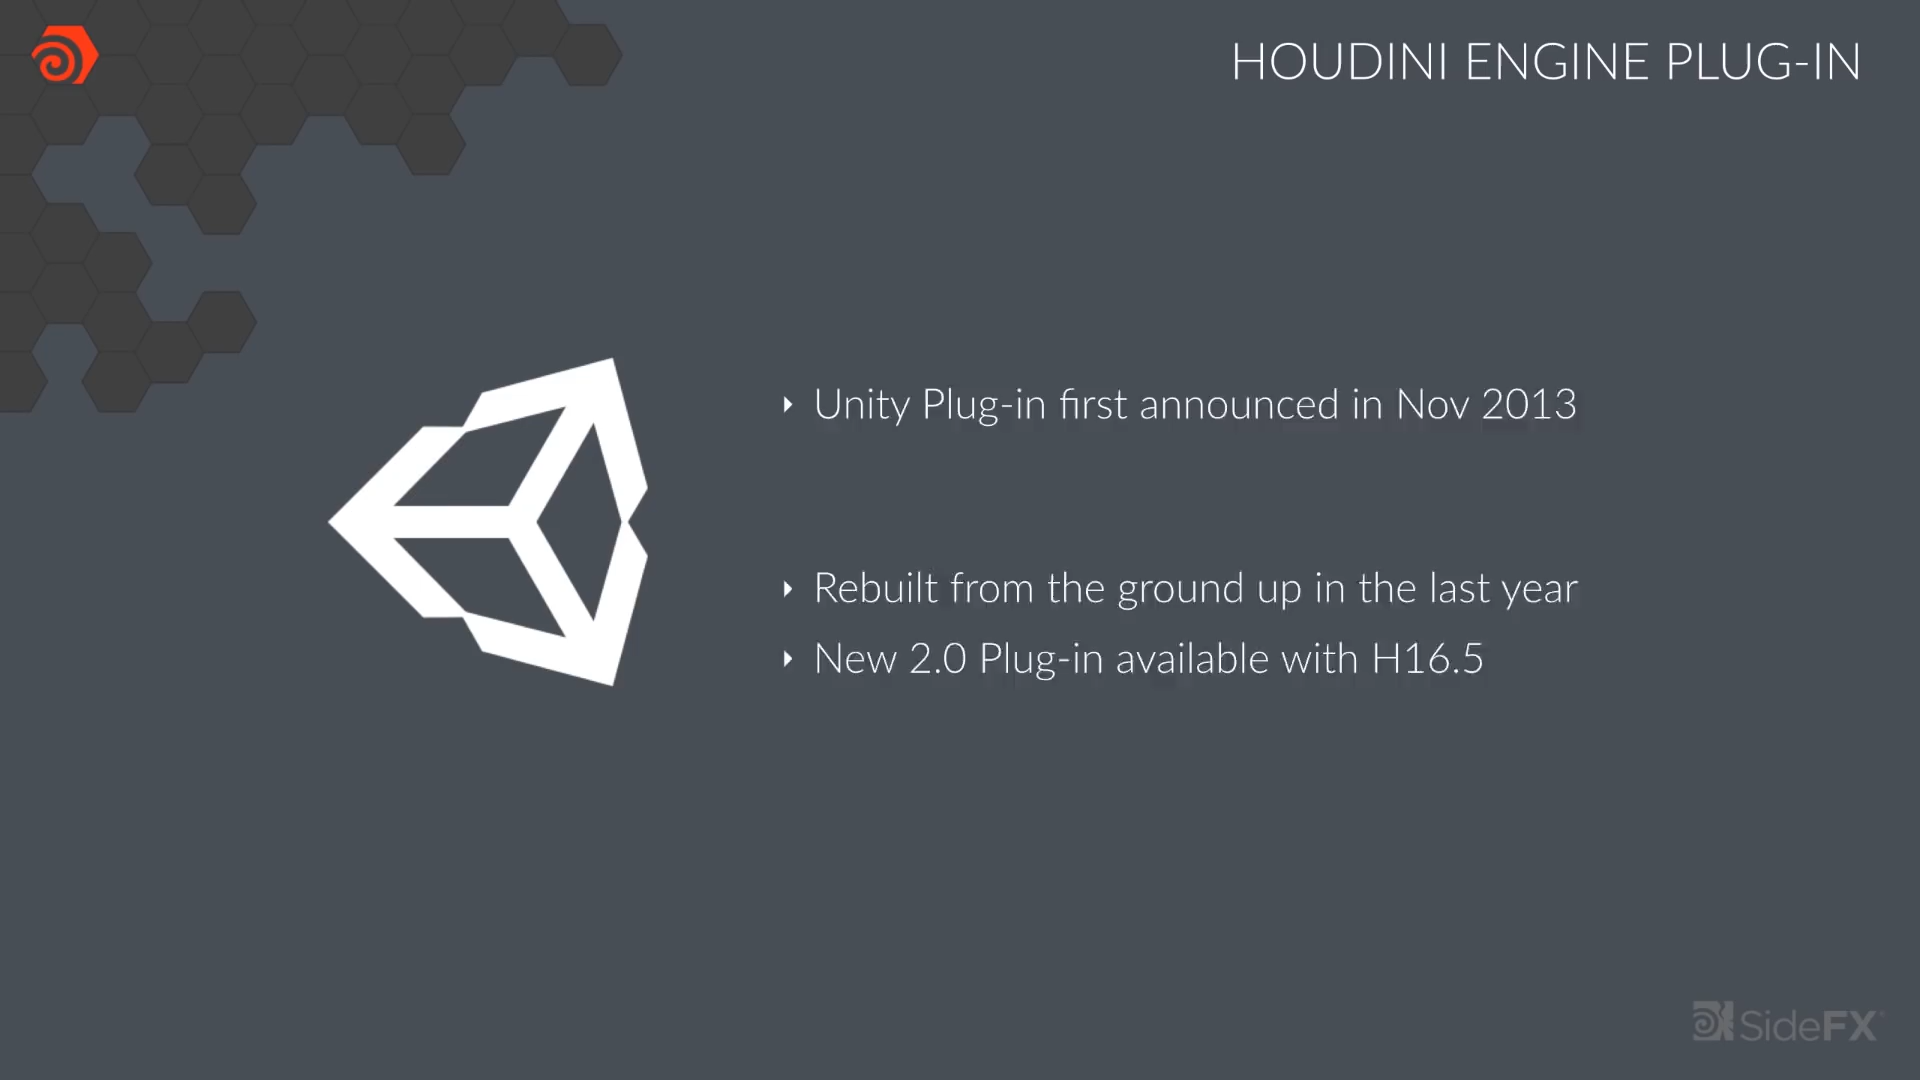 HOUDINI ENGINE PLUG-IN
Unity Plug-in first announced in Nov 2013
Rebuilt from the ground up in the last year
New 2.0 Plug-in available with H16.5
SideFX®